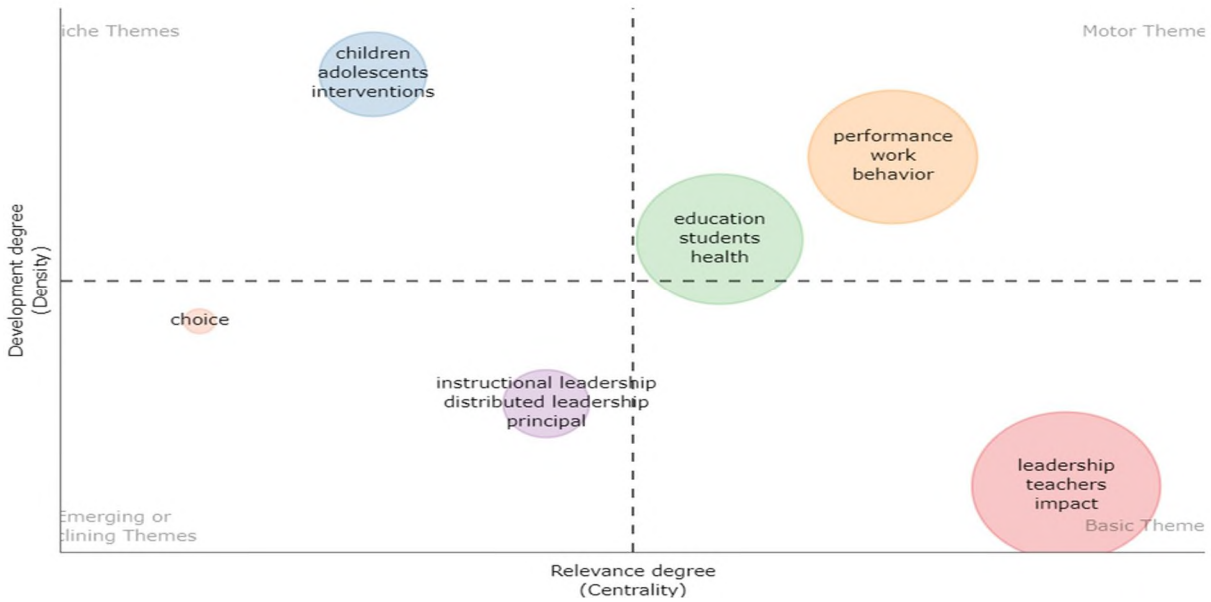 iche Themes
Motor Theme
children
adolescents
interventions
performance
work
behavior
education
students
health
Development degree
(Density)
choice
instructional leadership
distributed leadership
principal
leadership
teachers
impact
Emerging or
clining Themes
Basic Theme
Relevance degree
(Centrality)